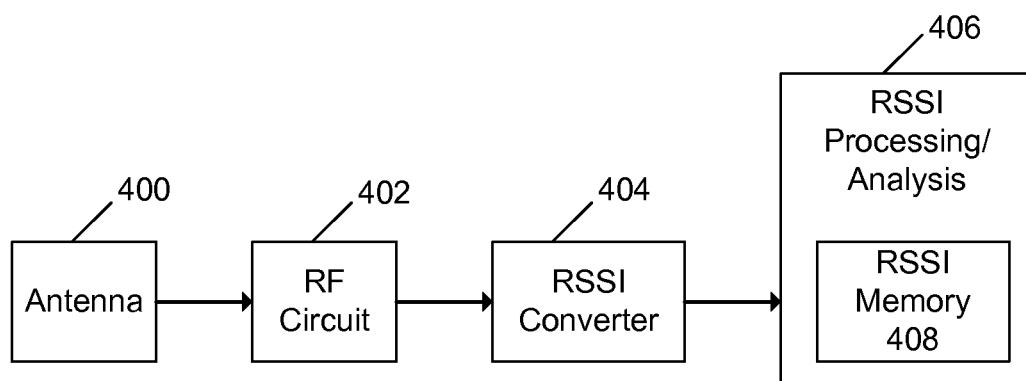 406
RSSI
Processing/
Analysis
400
402
404
Antenna
RF
Circuit
RSSI
Converter
RSSI
Memory
408